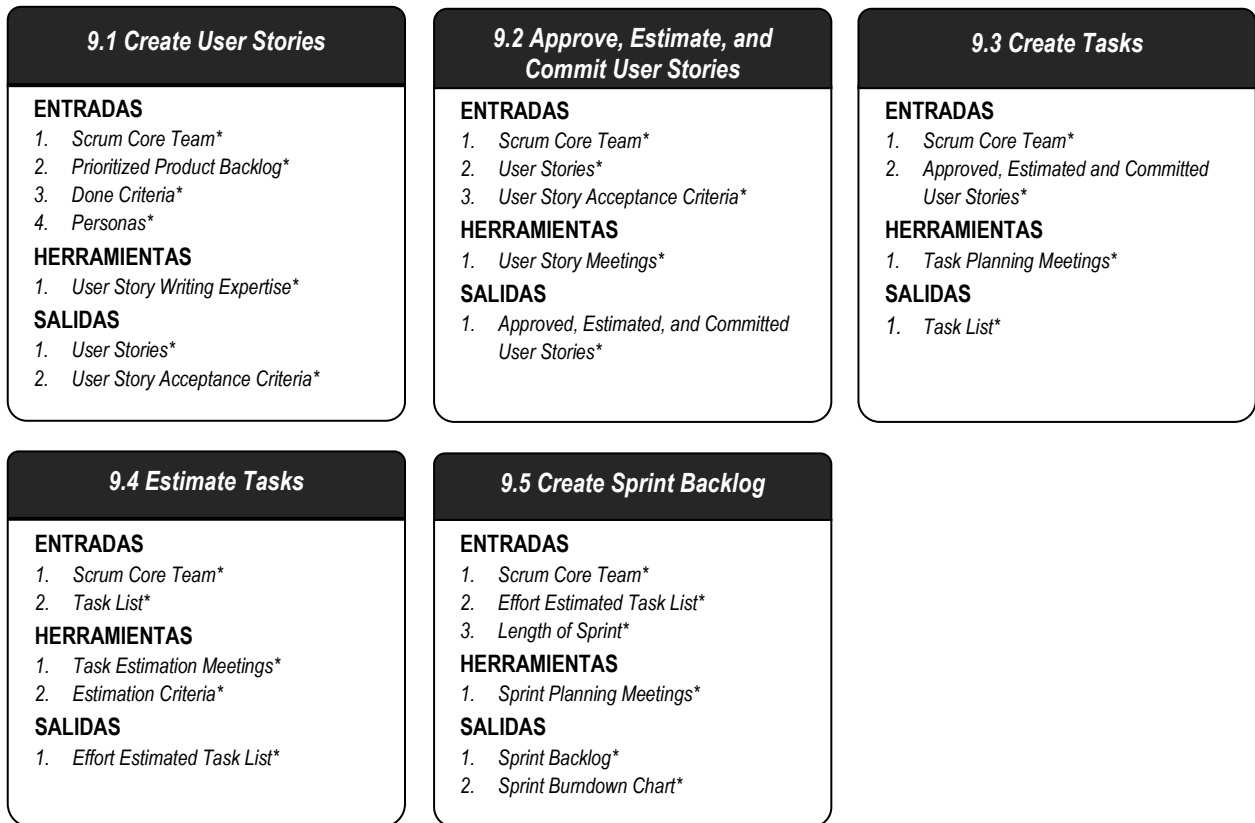 9.1 Create User Stories
ENTRADAS
1. Scrum Core Team*
2. Prioritized Product Backlog*
3. Done Criteria*
4. Personas*
HERRAMIENTAS
1. User Story Writing Expertise*
SALIDAS
1. User Stories*
2. User Story Acceptance Criteria*
9.2 Approve, Estimate, and
Commit User Stories
ENTRADAS
1. Scrum Core Team*
2. User Stories*
3. User Story Acceptance Criteria*
HERRAMIENTAS
1. User Story Meetings*
SALIDAS
1. Approved, Estimated, and Committed
User Stories*
9.3 Create Tasks
ENTRADAS
1. Scrum Core Team*
2. Approved, Estimated and Committed
User Stories*
HERRAMIENTAS
1. Task Planning Meetings*
SALIDAS
1. Task List*
9.4 Estimate Tasks
ENTRADAS
1. Scrum Core Team*
2. Task List*
HERRAMIENTAS
1. Task Estimation Meetings*
2. Estimation Criteria*
SALIDAS
1. Effort Estimated Task List*
9.5 Create Sprint Backlog
ENTRADAS
1. Scrum Core Team*
2. Effort Estimated Task List*
3. Length of Sprint*
HERRAMIENTAS
1. Sprint Planning Meetings*
SALIDAS
1. Sprint Backlog*
2. Sprint Burndown Chart*